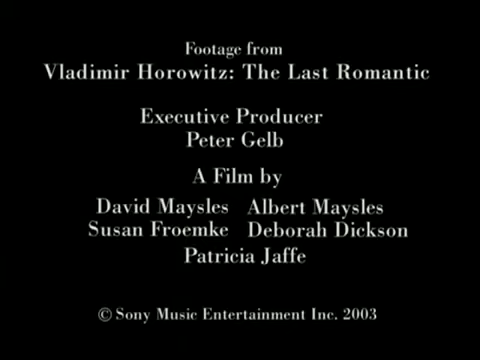 Footage from
Vladimir Horowitz: The Last Romantic
Executive Producer
Peter Gelb
A Film by
David Maysles Albert Maysles
Susan Froemke Deborah Dickson
Patricia Jaffe
© Sony Music Entertainment Inc. 2003